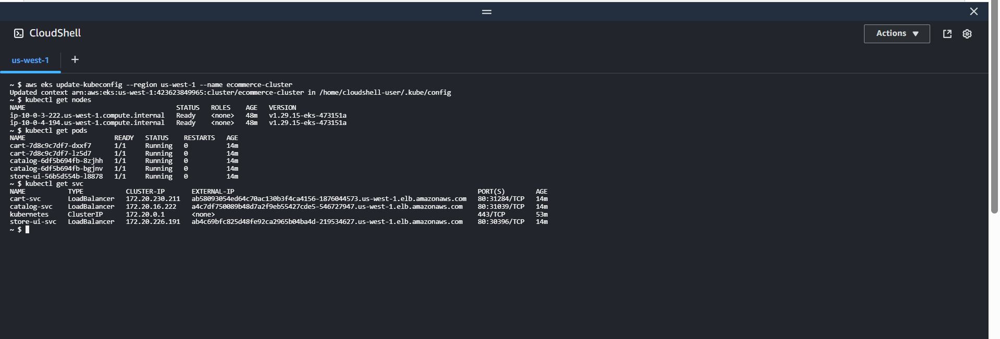 CloudShell
Actions
us-west-1 +
~ $ aws eks update-kubeconfig --region us-west-1 --name ecommerce-cluster
Updated context arn:aws:eks:us-west-1:423623849965:cluster/ecommerce-cluster in /home/cloudshell-user/.kube/config
~ $ kubectl get nodes
NAME STATUS ROLES AGE VERSION
ip-10-0-3-222.us-west-1.compute.internal Ready <none> 48m v1.29.15-eks-473151a
ip-10-0-4-194.us-west-1.compute.internal Ready <none> 48m v1.29.15-eks-473151a
~ $ kubectl get pods
NAME READY STATUS RESTARTS AGE
cart-7d8c9c7df7-dxxf7 1/1 Running 0 14m
cart-7d8c9c7df7-lz5d7 1/1 Running 0 14m
catalog-6df5b694fb-8zjhh 1/1 Running 0 14m
catalog-6df5b694fb-bgjnv 1/1 Running 0 14m
store-ui-56b5d554b-l8878 1/1 Running 0 14m
~ $ kubectl get svc
NAME TYPE CLUSTER-IP EXTERNAL-IP PORT(S) AGE
cart-svc LoadBalancer 172.20.230.211 ab58093054ed64c70ac130b3f4ca4156-1876044573.us-west-1.elb.amazonaws.com 80:31284/TCP 14m
catalog-svc LoadBalancer 172.20.16.222 a4c7df750089b48d7a2f9eb55427cde5-546727947.us-west-1.elb.amazonaws.com 80:31039/TCP 14m
kubernetes ClusterIP 172.20.0.1 <none> 443/TCP 53m
store-ui-svc LoadBalancer 172.20.226.191 ab4c69bfc825d48fe92ca2965b04ba4d-219534627.us-west-1.elb.amazonaws.com 80:30396/TCP 14m
~ $